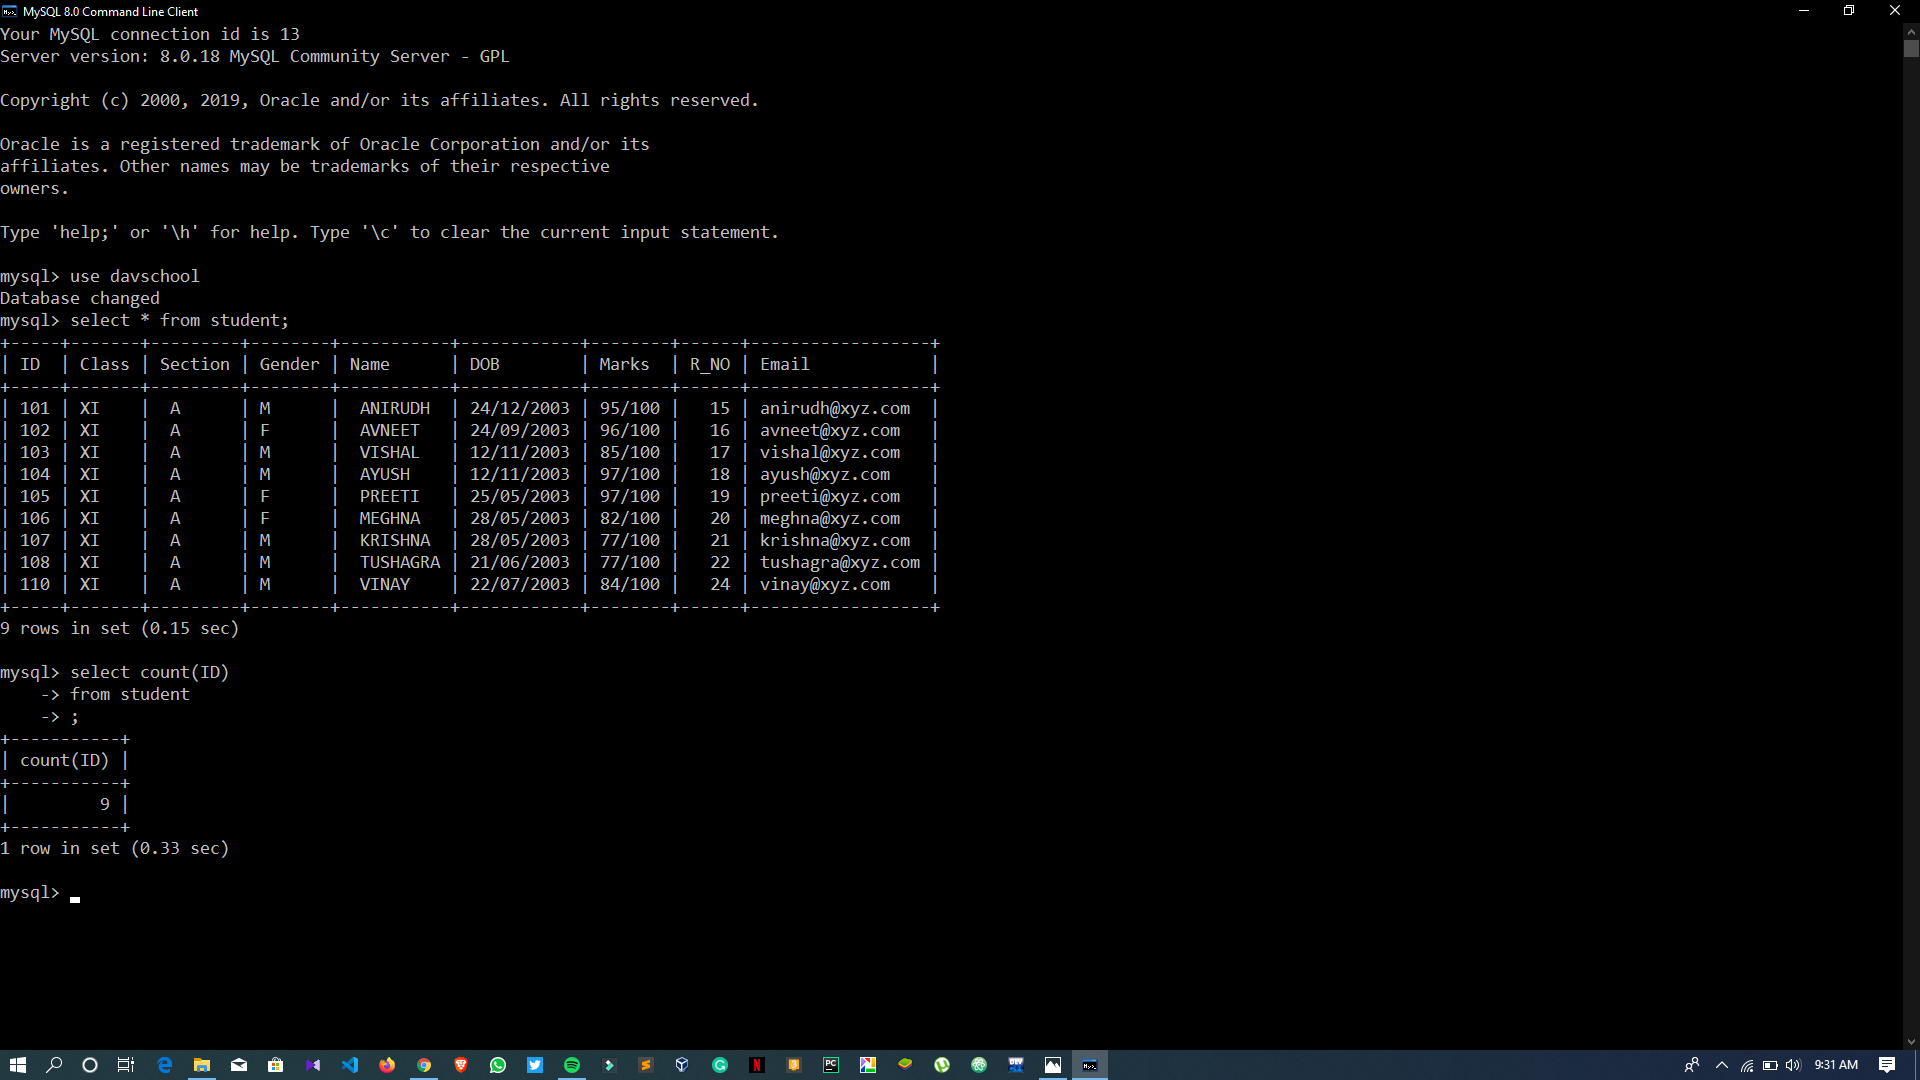 MySQL 8.0 Command Line Client
Your MySQL connection id is 13
Server version: 8.0.18 MySQL Community Server - GPL
Copyright (c) 2000, 2019, Oracle and/or its affiliates. All rights reserved.
Oracle is a registered trademark of Oracle Corporation and/or its
affiliates. Other names may be trademarks of their respective
owners.
Type 'help;' or '\h' for help. Type '\c' to clear the current input statement.
mysql> use davschool
Database changed
mysql> select * from student;
+-----+-------+---------+--------+-----------+------------+--------+------+------------------+
| ID  | Class | Section | Gender | Name      | DOB        | Marks  | R_NO | Email            |
+-----+-------+---------+--------+-----------+------------+--------+------+------------------+
| 101 | XI    |  A      | M      |  ANIRUDH  | 24/12/2003 | 95/100 |   15 | anirudh@xyz.com  |
| 102 | XI    |  A      | F      |  AVNEET   | 24/09/2003 | 96/100 |   16 | avneet@xyz.com   |
| 103 | XI    |  A      | M      |  VISHAL   | 12/11/2003 | 85/100 |   17 | vishal@xyz.com   |
| 104 | XI    |  A      | M      |  AYUSH    | 12/11/2003 | 97/100 |   18 | ayush@xyz.com    |
| 105 | XI    |  A      | F      |  PREETI   | 25/05/2003 | 97/100 |   19 | preeti@xyz.com   |
| 106 | XI    |  A      | F      |  MEGHNA   | 28/05/2003 | 82/100 |   20 | meghna@xyz.com   |
| 107 | XI    |  A      | M      |  KRISHNA  | 28/05/2003 | 77/100 |   21 | krishna@xyz.com  |
| 108 | XI    |  A      | M      |  TUSHAGRA | 21/06/2003 | 77/100 |   22 | tushagra@xyz.com |
| 110 | XI    |  A      | M      |  VINAY    | 22/07/2003 | 84/100 |   24 | vinay@xyz.com    |
+-----+-------+---------+--------+-----------+------------+--------+------+------------------+
9 rows in set (0.15 sec)
mysql> select count(ID)
    -> from student
    -> ;
+-----------+
| count(ID) |
+-----------+
|         9 |
+-----------+
1 row in set (0.33 sec)
mysql>
9:31 AM